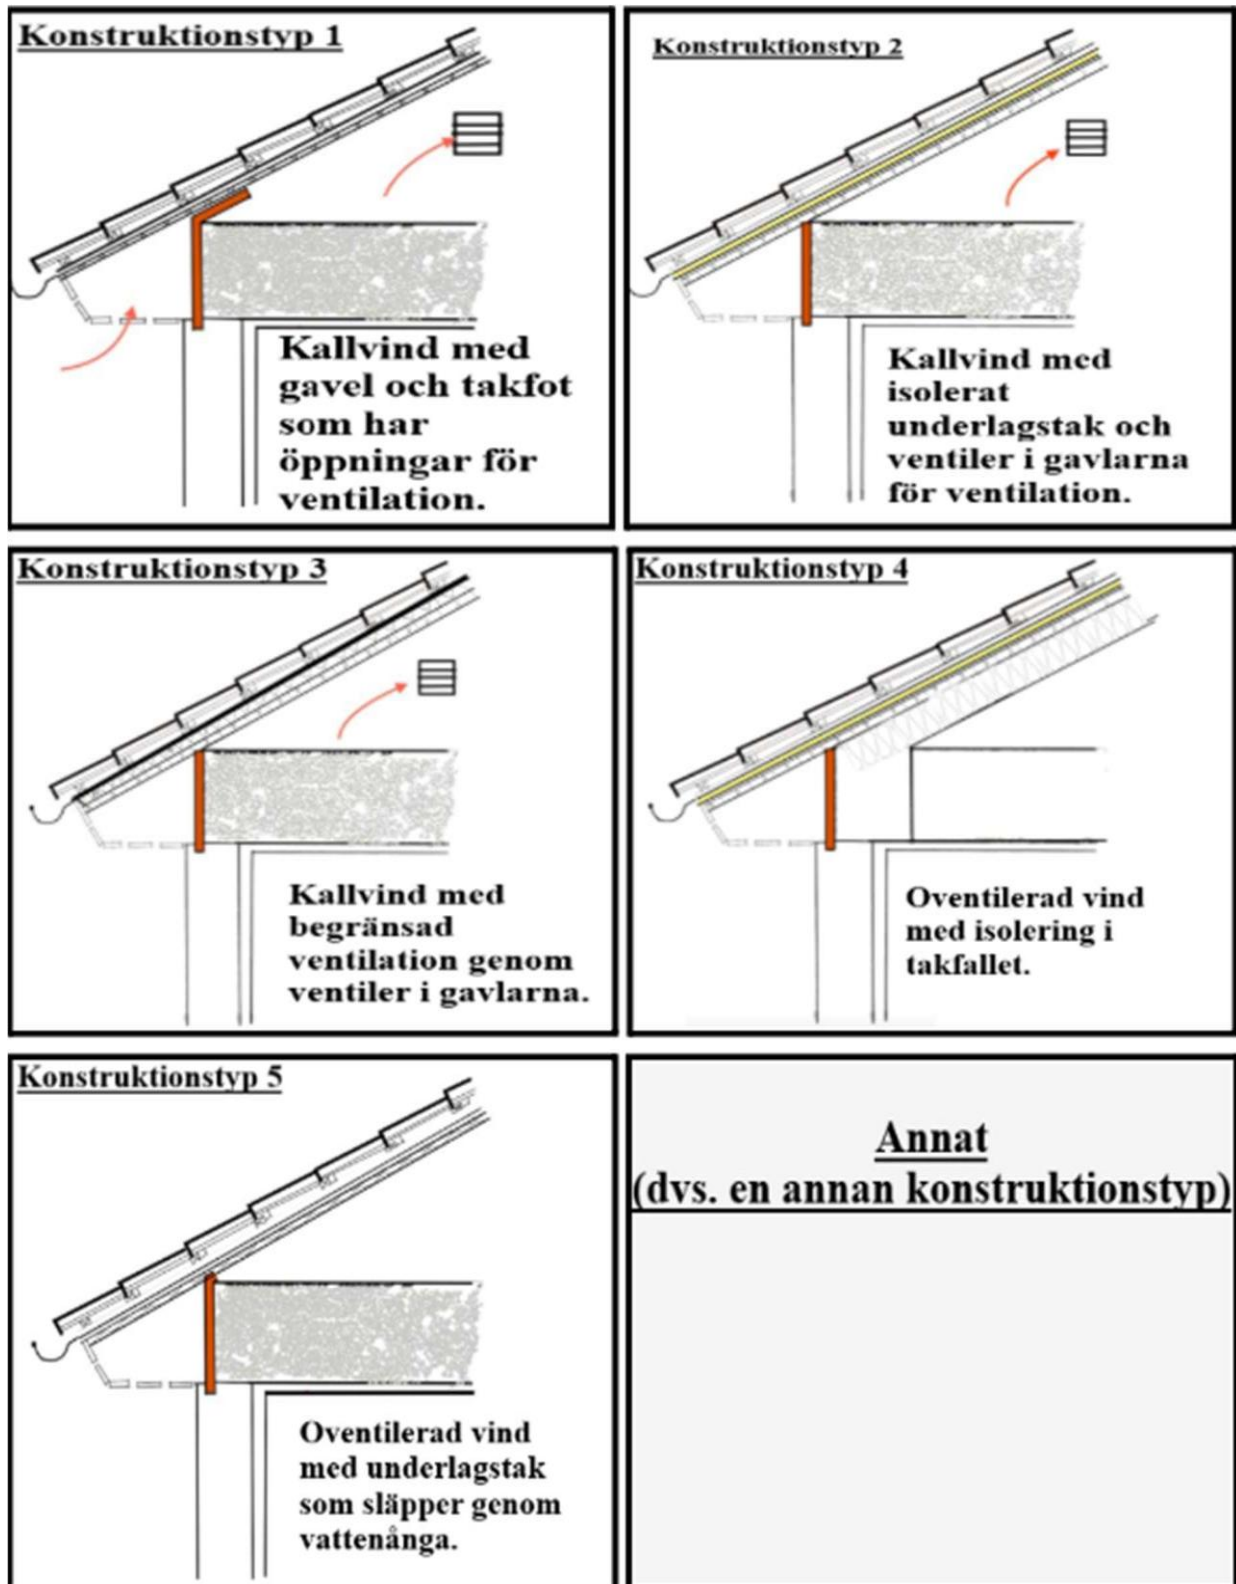 Konstruktionstyp 1
Kallvind med
gavel och takfot
som har
öppningar för
ventilation.
Konstruktionstyp 2
Kallvind med
isolerat
underlagstak och
ventiler i gavlarna
för ventilation.
Konstruktionstyp 3
Kallvind med
begränsad
ventilation genom
ventiler i gavlarna.
Konstruktionstyp 4
Oventilerad vind
med isolering i
takfallet.
Konstruktionstyp 5
Oventilerad vind
med underlagstak
som släpper genom
vattenånga.
Annat
(dvs. en annan konstruktionstyp)